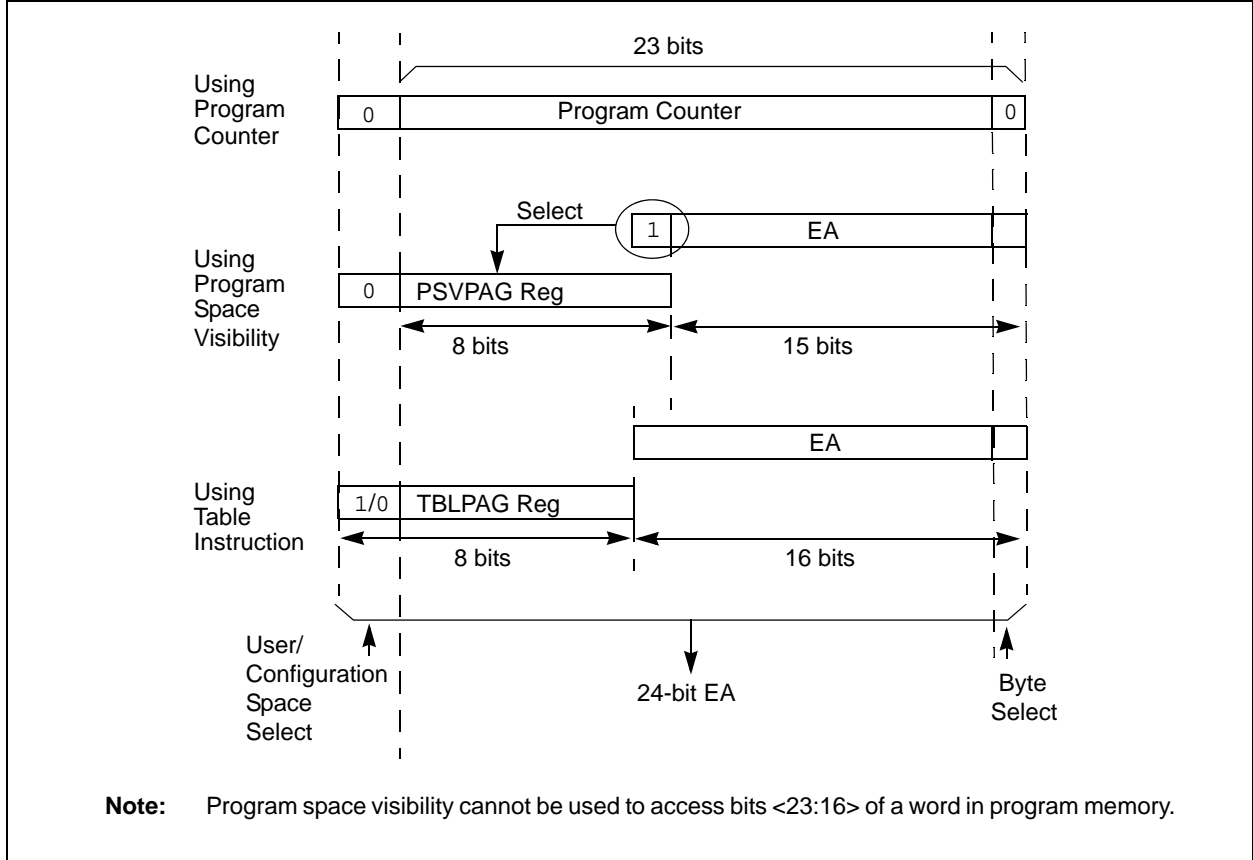 23 bits
Using
Program
Counter
0
Program Counter
0
Select
1
EA
Using
Program
Space
Visibility
0
PSVPAG Reg
8 bits
15 bits
EA
Using
Table
Instruction
1/0
TBLPAG Reg
8 bits
16 bits
User/
Configuration
Space
Select
24-bit EA
Byte
Select
Note: Program space visibility cannot be used to access bits <23:16> of a word in program memory.